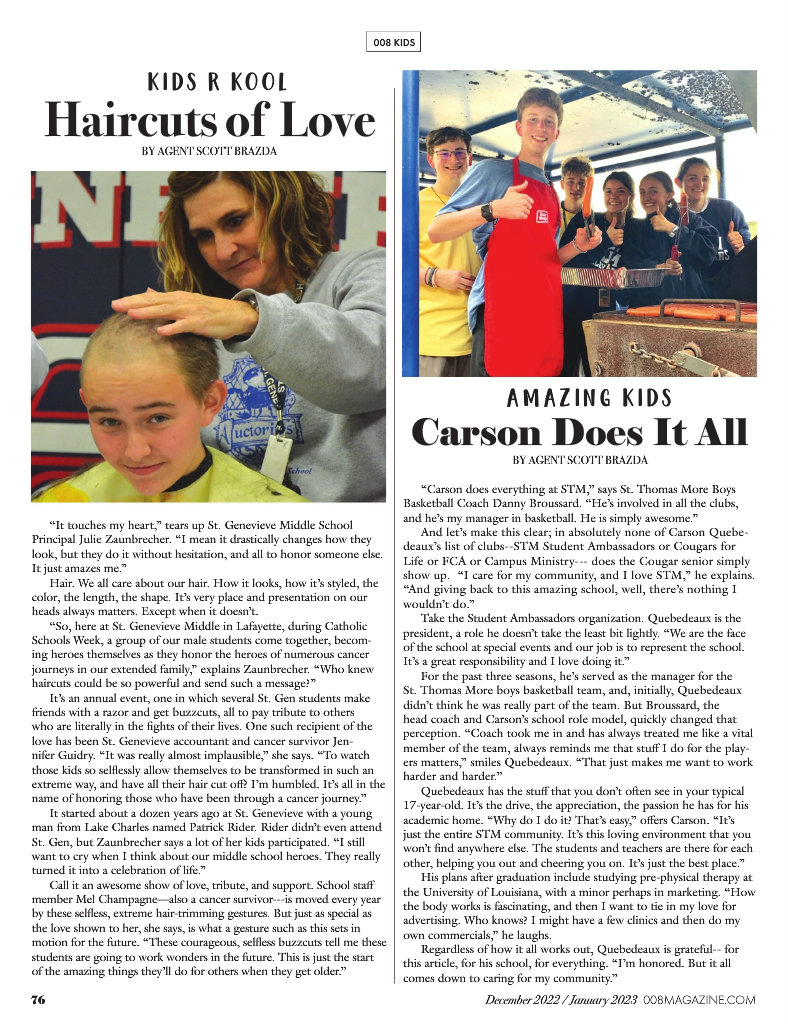 008 KIDS
KIDS R KOOL
Haircuts of Love
BY AGENT SCOTT BRAZDA
“It touches my heart,” tears up St. Genevieve Middle School
Principal Julie Zaunbrecher. “I mean it drastically changes how they
look, but they do it without hesitation, and all to honor someone else.
It just amazes me.”
Hair. We all care about our hair. How it looks, how it’s styled, the
color, the length, the shape. It’s very place and presentation on our
heads always matters. Except when it doesn’t.
“So, here at St. Genevieve Middle in Lafayette, during Catholic
Schools Week, a group of our male students come together, becom-
ing heroes themselves as they honor the heroes of numerous cancer
journeys in our extended family,” explains Zaunbrecher. “Who knew
haircuts could be so powerful and send such a message?”
It’s an annual event, one in which several St. Gen students make
friends with a razor and get buzzcuts, all to pay tribute to others
who are literally in the fights of their lives. One such recipient of the
love has been St. Genevieve accountant and cancer survivor Jen-
nifer Guidry. “It was really almost implausible,” she says. “To watch
those kids so selflessly allow themselves to be transformed in such an
extreme way, and have all their hair cut off? I’m humbled. It’s all in the
name of honoring those who have been through a cancer journey.”
It started about a dozen years ago at St. Genevieve with a young
man from Lake Charles named Patrick Rider. Rider didn’t even attend
St. Gen, but Zaunbrecher says a lot of her kids participated. “I still
want to cry when I think about our middle school heroes. They really
turned it into a celebration of life.”
Call it an awesome show of love, tribute, and support. School staff
member Mel Champagne—also a cancer survivor---is moved every year
by these selfless, extreme hair-trimming gestures. But just as special as
the love shown to her, she says, is what a gesture such as this sets in
motion for the future. “These courageous, selfless buzzcuts tell me these
students are going to work wonders in the future. This is just the start
of the amazing things they’ll do for others when they get older.”
AMAZING KIDS
Carson Does It All
BY AGENT SCOTT BRAZDA
“Carson does everything at STM,” says St. Thomas More Boys
Basketball Coach Danny Broussard. “He’s involved in all the clubs,
and he’s my manager in basketball. He is simply awesome.”
And let’s make this clear; in absolutely none of Carson Quebe-
deaux’s list of clubs--STM Student Ambassadors or Cougars for
Life or FCA or Campus Ministry--- does the Cougar senior simply
show up. “I care for my community, and I love STM,” he explains.
“And giving back to this amazing school, well, there’s nothing I
wouldn’t do.”
Take the Student Ambassadors organization. Quebedeaux is the
president, a role he doesn’t take the least bit lightly. “We are the face
of the school at special events and our job is to represent the school.
It’s a great responsibility and I love doing it.”
For the past three seasons, he’s served as the manager for the
St. Thomas More boys basketball team, and, initially, Quebedeaux
didn’t think he was really part of the team. But Broussard, the
head coach and Carson’s school role model, quickly changed that
perception. “Coach took me in and has always treated me like a vital
member of the team, always reminds me that stuff I do for the play-
ers matters,” smiles Quebedeaux. “That just makes me want to work
harder and harder.”
Quebedeaux has the stuff that you don’t often see in your typical
17-year-old. It’s the drive, the appreciation, the passion he has for his
academic home. “Why do I do it? That’s easy,” offers Carson. “It’s
just the entire STM community. It’s this loving environment that you
won’t find anywhere else. The students and teachers are there for each
other, helping you out and cheering you on. It’s just the best place.”
His plans after graduation include studying pre-physical therapy at
the University of Louisiana, with a minor perhaps in marketing. “How
the body works is fascinating, and then I want to tie in my love for
advertising. Who knows? I might have a few clinics and then do my
own commercials,” he laughs.
Regardless of how it all works out, Quebedeaux is grateful-- for
this article, for his school, for everything. “I’m honored. But it all
comes down to caring for my community.”
76
December 2022 / January 2023 008MAGAZINE.COM